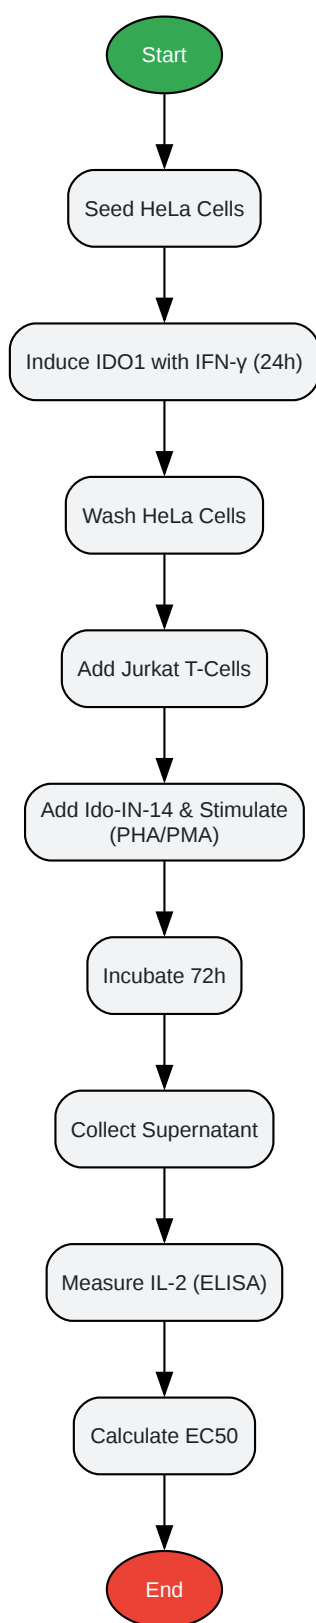 Start
Seed HeLa Cells
Induce IDO1 with IFN-γ (24h)
Wash HeLa Cells
Add Jurkat T-Cells
Add Ido-IN-14 & Stimulate
(PHA/PMA)
Incubate 72h
Collect Supernatant
Measure IL-2 (ELISA)
Calculate EC50
End